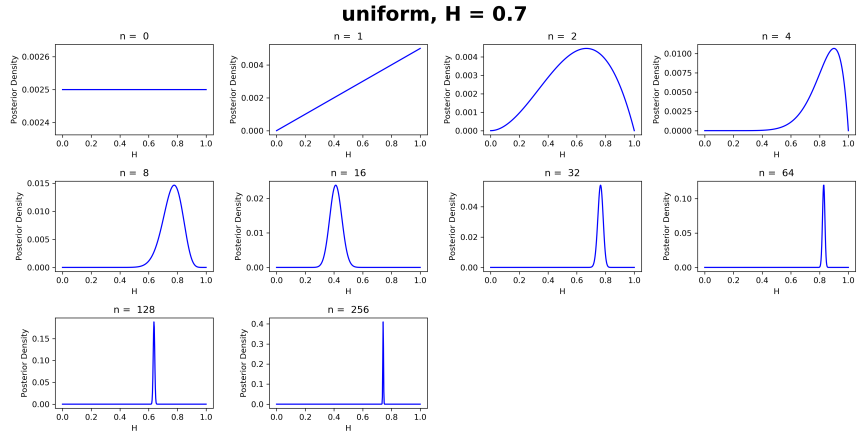 uniform, H = 0.7
n = 0
n = 1
n = 2
n = 4
0.0026
0.0025
0.0024
Posterior Density
0.0 0.2 0.4 0.6 0.8 1.0
H
0.004
0.002
0.000
Posterior Density
0.0 0.2 0.4 0.6 0.8 1.0
H
0.004
0.003
0.002
0.001
0.000
Posterior Density
0.0 0.2 0.4 0.6 0.8 1.0
H
0.0100
0.0075
0.0050
0.0025
0.0000
Posterior Density
0.0 0.2 0.4 0.6 0.8 1.0
H
n = 8
n = 16
n = 32
n = 64
0.015
0.010
0.005
0.000
Posterior Density
0.0 0.2 0.4 0.6 0.8 1.0
H
0.02
0.01
0.00
Posterior Density
0.0 0.2 0.4 0.6 0.8 1.0
H
0.04
0.02
0.00
Posterior Density
0.0 0.2 0.4 0.6 0.8 1.0
H
0.10
0.05
0.00
Posterior Density
0.0 0.2 0.4 0.6 0.8 1.0
H
n = 128
n = 256
0.15
0.10
0.05
0.00
Posterior Density
0.0 0.2 0.4 0.6 0.8 1.0
H
0.4
0.3
0.2
0.1
0.0
Posterior Density
0.0 0.2 0.4 0.6 0.8 1.0
H